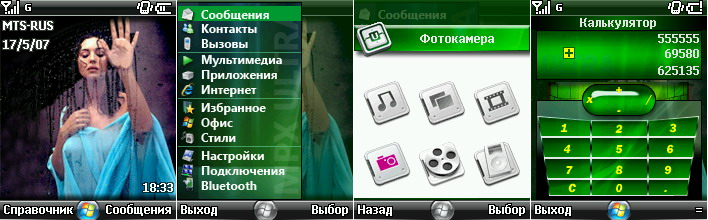 G
MTS-RUS
17/5/07
18:33
Справочник Сообщения
Сообщения
Контакты
Вызовы
Мультимедиа
Приложения
Интернет
Избранное
Офис
Стили
Настройки
Подключения
Bluetooth
Выход Выбор
Сообщения
Фотокамера
Назад Выбор
G
Калькулятор
555555
+ 69580
625135
+
x /
-
1 2 3
4 5 6
7 8 9
C 0 .
Выход =